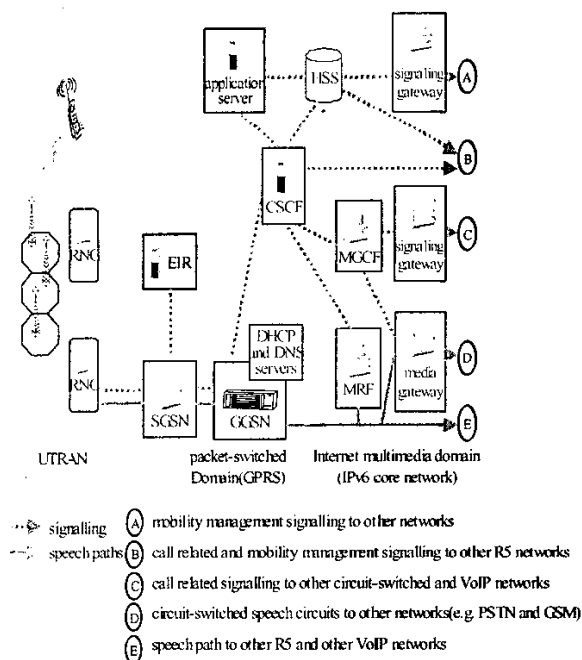 application
server
HSS
signalling
gateway
A
B
CSCF
RNC
EIR
MGCF
signalling
gateway
C
DHCP
and DNS
servers
RNC
SGSN
GGSN
MRF
media
gateway
D
E
UTRAN
packet-switched
Domain(GPRS)
Internet multimedia domain
(IPv6 core network)
signalling
speech paths
A mobility management signalling to other networks
B call related and mobility management signalling to other R5 networks
C call related signalling to other circuit-switched and VoIP networks
D circuit-switched speech circuits to other networks(e.g. PSTN and GSM)
E speech path to other R5 and other VoIP networks